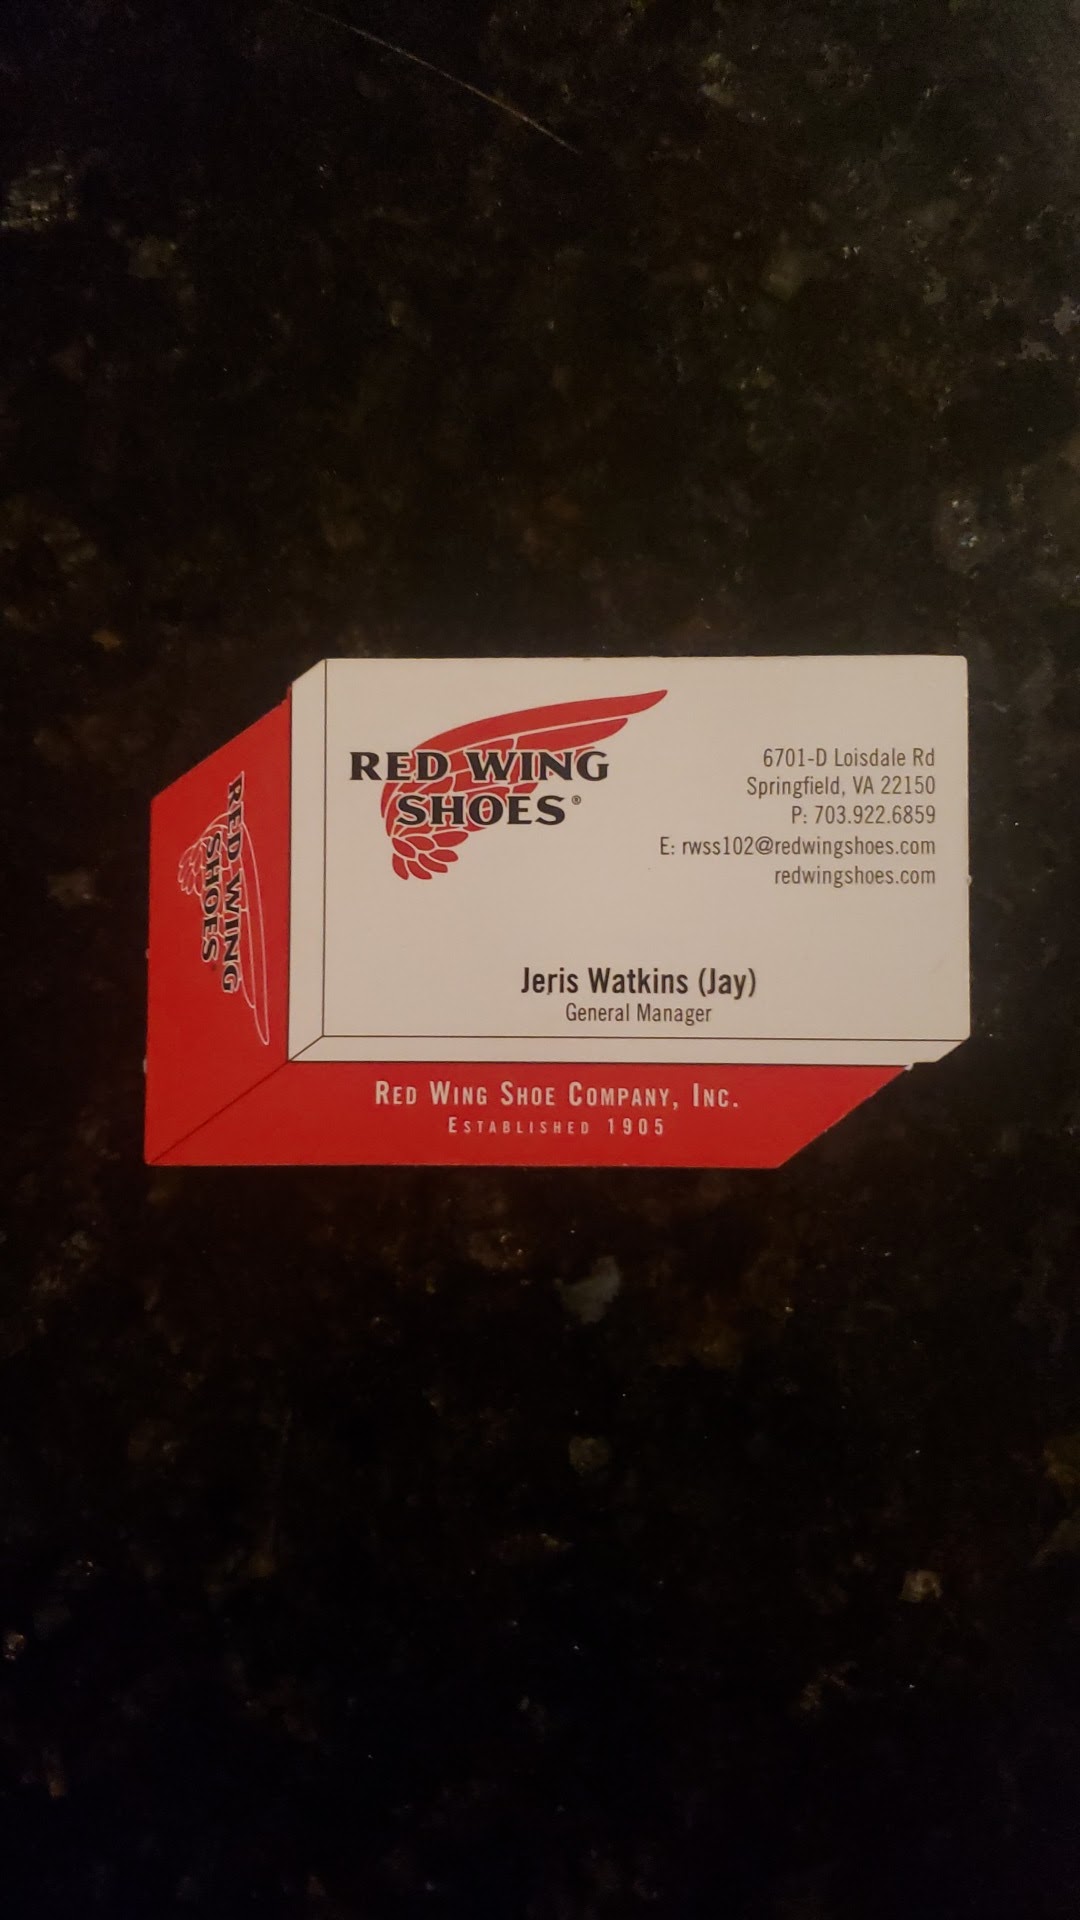 RED WING
SHOES®
6701-D Loisdale Rd
Springfield, VA 22150
P: 703.922.6859
E: rwss102@redwingshoes.com
redwingshoes.com
Jeris Watkins (Jay)
General Manager
RED WING
SHOES
RED WING SHOE COMPANY, INC.
ESTABLISHED 1905